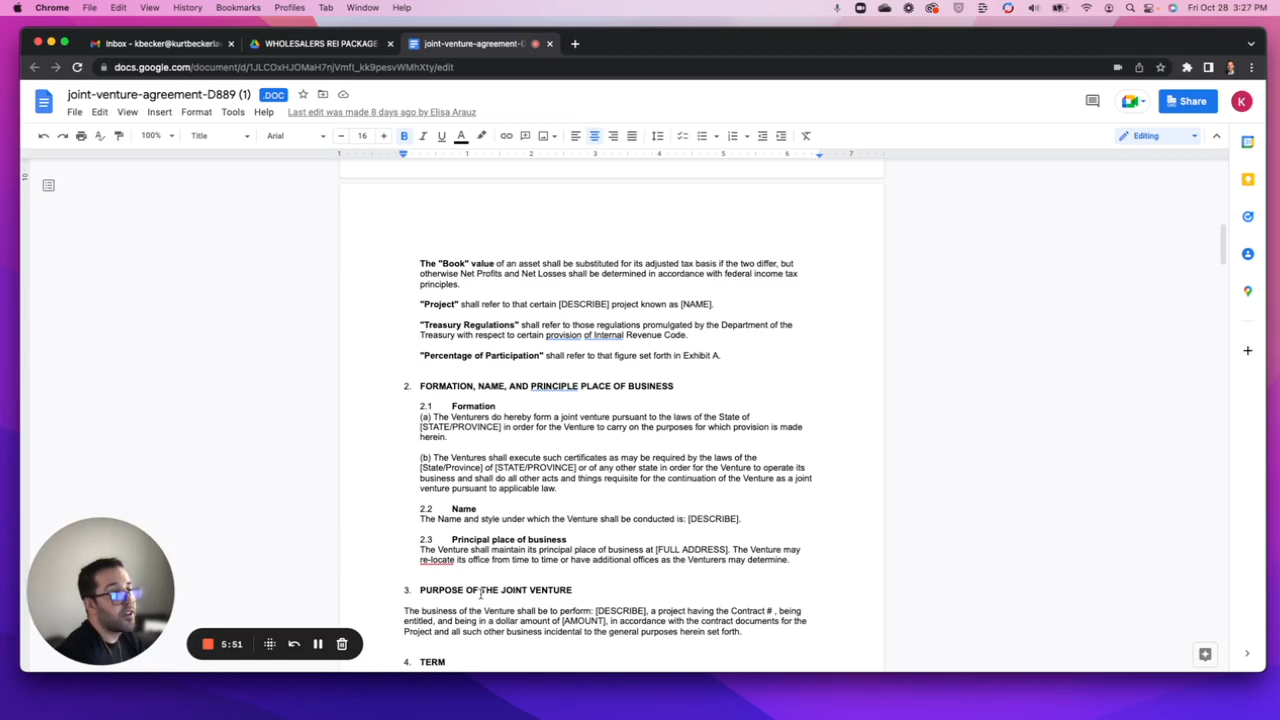 Chrome File Edit View History Bookmarks Profiles Tab Window Help
Fri Oct 28 3:27 PM
Inbox - kbecker@kurtbeckerla
WHOLESALERS REI PACKAGE
joint-venture-agreement-D
docs.google.com/document/d/1JLCOxHJOMaH7njVmfI_kk9pesvWMhXty/edit
joint-venture-agreement-D889 (1) .DOC
Share
K
File Edit View Insert Format Tools Help Last edit was made 8 days ago by Elisa Arauz
100% Title Arial 16 B I U A Editing
1 1 2 3 4 5 6 7
The "Book" value of an asset shall be substituted for its adjusted tax basis if the two differ, but
otherwise Net Profits and Net Losses shall be determined in accordance with federal income tax
principles.
"Project" shall refer to that certain [DESCRIBE] project known as [NAME].
"Treasury Regulations" shall refer to those regulations promulgated by the Department of the
Treasury with respect to certain provision of Internal Revenue Code.
"Percentage of Participation" shall refer to that figure set forth in Exhibit A.
2. FORMATION, NAME, AND PRINCIPLE PLACE OF BUSINESS
2.1 Formation
(a) The Venturers do hereby form a joint venture pursuant to the laws of the State of
[STATE/PROVINCE] in order for the Venture to carry on the purposes for which provision is made
herein.
(b) The Ventures shall execute such certificates as may be required by the laws of the
[State/Province] of [STATE/PROVINCE] or of any other state in order for the Venture to operate its
business and shall do all other acts and things requisite for the continuation of the Venture as a joint
venture pursuant to applicable law.
2.2 Name
The Name and style under which the Venture shall be conducted is: [DESCRIBE].
2.3 Principal place of business
The Venture shall maintain its principal place of business at [FULL ADDRESS]. The Venture may
re-locate its office from time to time or have additional offices as the Venturers may determine.
3. PURPOSE OF THE JOINT VENTURE
The business of the Venture shall be to perform: [DESCRIBE], a project having the Contract # , being
entitled, and being in a dollar amount of [AMOUNT], in accordance with the contract documents for the
Project and all such other business incidental to the general purposes herein set forth.
4. TERM
5:51